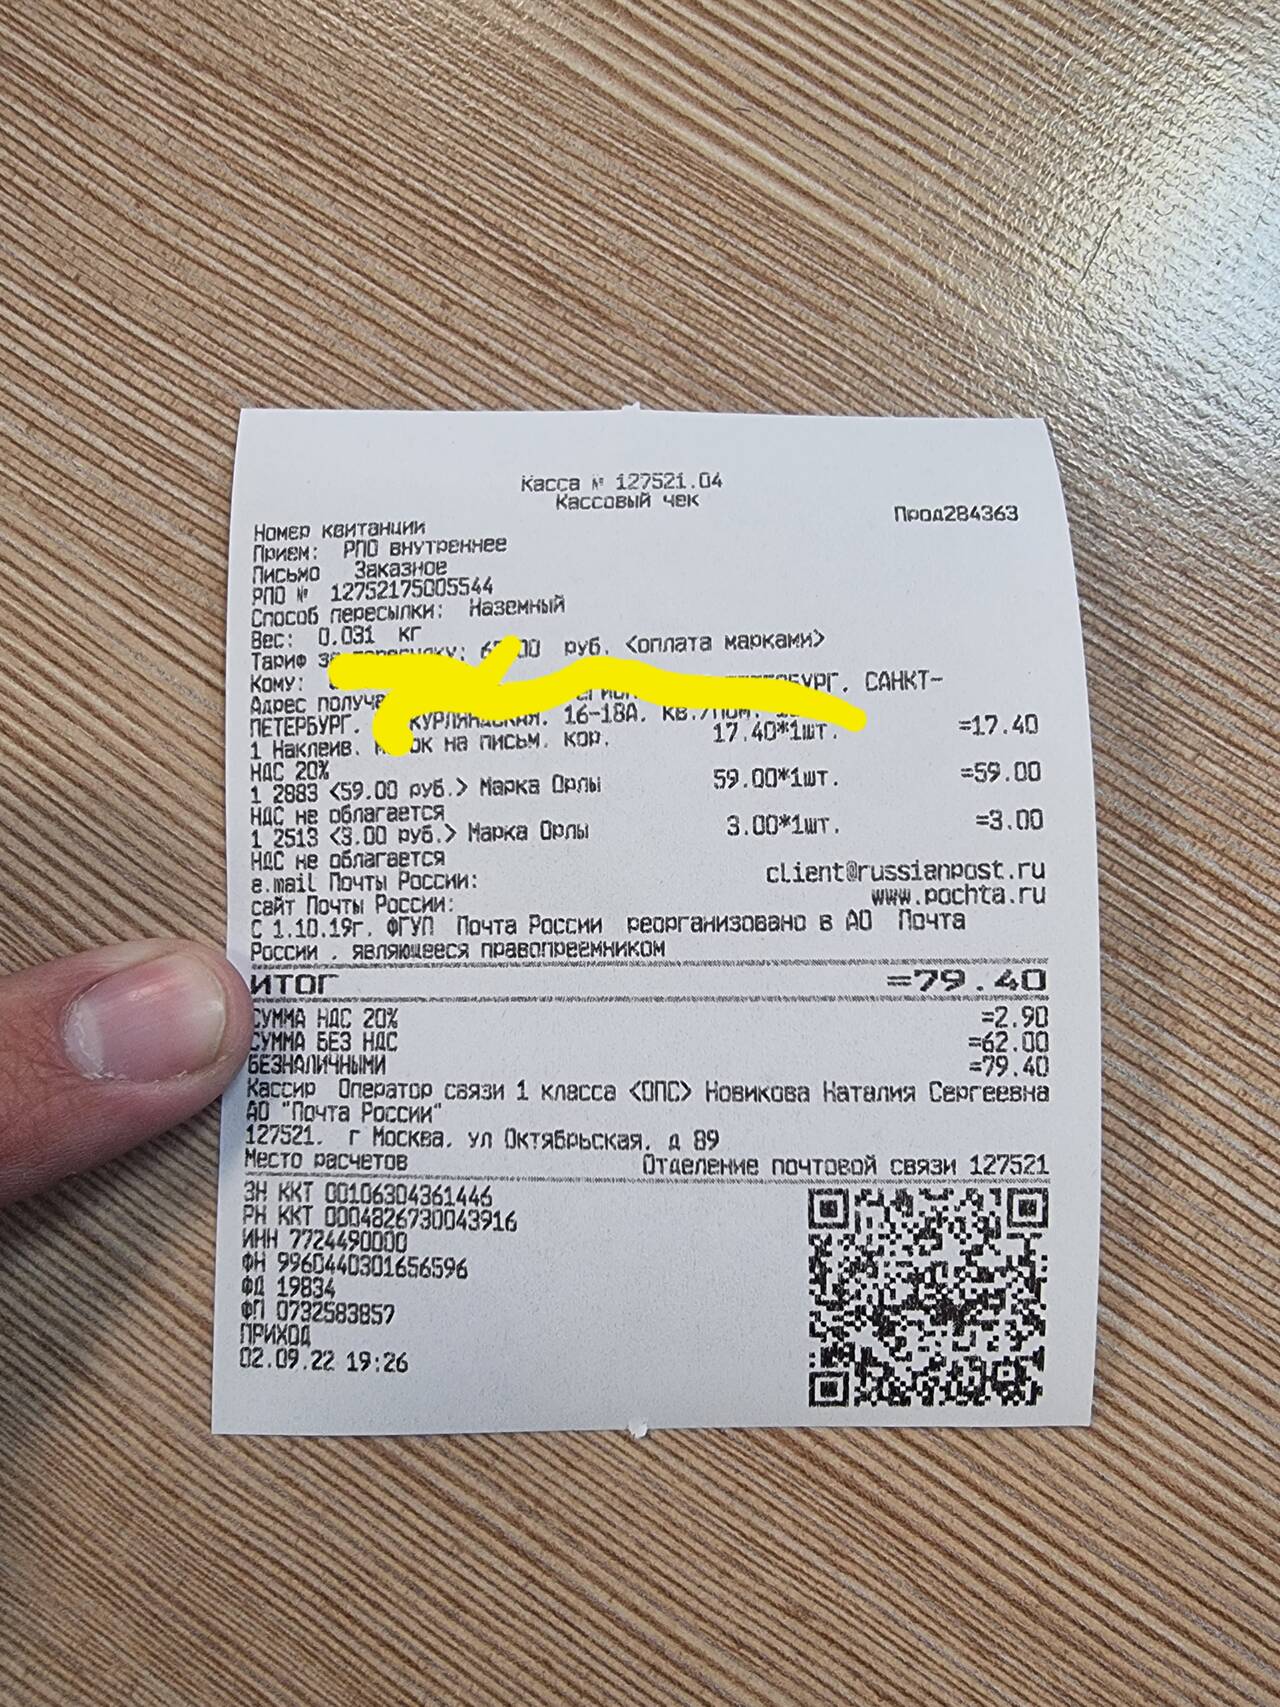 Касса № 127521.04
Кассовый чек
Прод284363
Номер квитанции
Прием: РПО внутреннее
Письмо Заказное
РПО № 12752175005544
Способ пересылки: Наземный
Вес: 0.031 кг
Тариф руб. <оплата марками>
Кому:
Адрес САНКТ-
ПЕТЕРБУРГ. 16-18А. КВ./ПОМ.
1 Наклеив. на письм. кор. 17.40*1шт. =17.40
НДС 20%
1 2883 <59.00 руб.> Марка Орлы 59.00*1шт. =59.00
НДС не облагается
1 2513 <3.00 руб.> Марка Орлы 3.00*1шт. =3.00
НДС не облагается
e.mail Почты России: client@russianpost.ru
сайт Почты России: www.pochta.ru
С 1.10.19г. ФГУП Почта России реорганизовано в АО Почта
России . являющееся правопреемником
ИТОГ =79.40
СУММА НДС 20% =2.90
СУММА БЕЗ НДС =62.00
БЕЗНАЛИЧНЫМИ =79.40
Кассир Оператор связи 1 класса <ОПС> Новикова Наталия Сергеевна
АО "Почта России"
127521. г Москва. ул Октябрьская. д 89
Место расчетов Отделение почтовой связи 127521
ЗН ККТ 00106304361446
РН ККТ 0004826730043916
ИНН 7724490000
ФН 9960440301656596
ФД 19834
ФП 0732583857
ПРИХОД
02.09.22 19:26